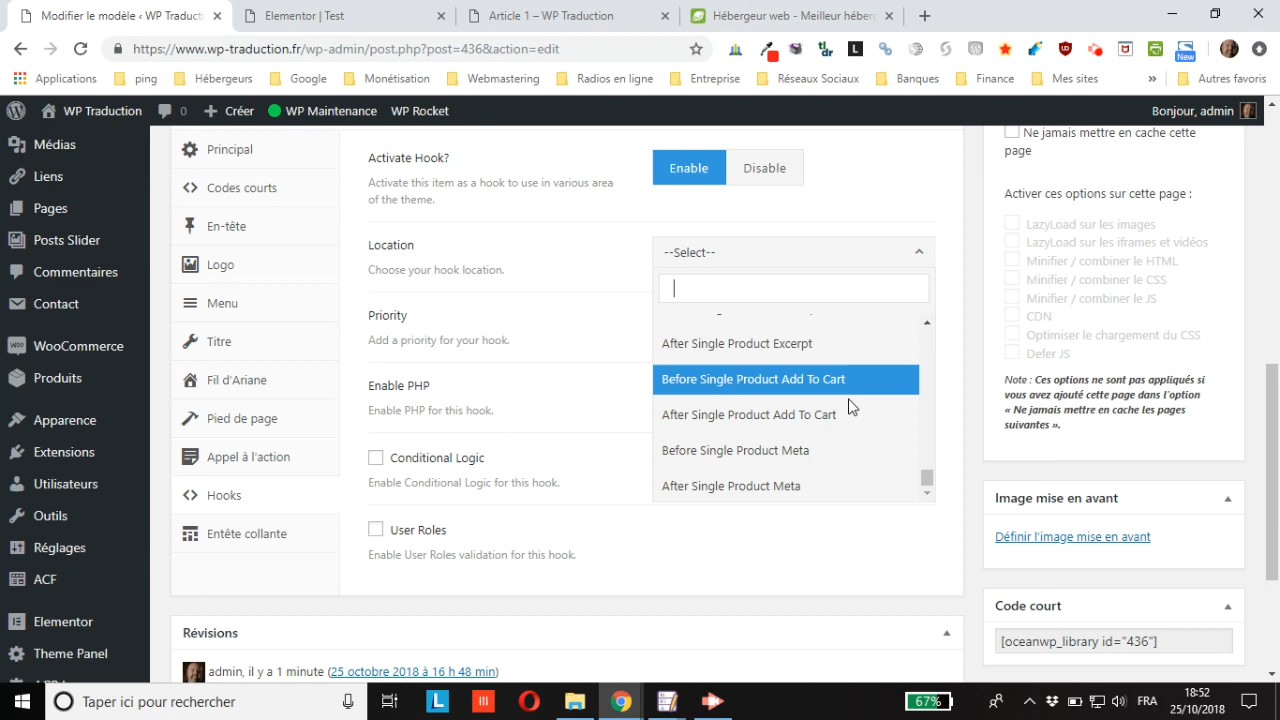 Modifier le modèle ‹ WP Traduct
Elementor | Test
Article 1 – WP Traduction
Hébergeur web - Meilleur héber
https://www.wp-traduction.fr/wp-admin/post.php?post=436&action=edit
tldr
L
New
Applications
ping
Hébergeurs
Google
Monétisation
Webmastering
Radios en ligne
Entreprise
Réseaux Sociaux
Banques
Finance
Mes sites
»
Autres favoris
WP Traduction
0
Créer
WP Maintenance
WP Rocket
Bonjour, admin
Médias
Liens
Pages
Posts Slider
Commentaires
Contact
WooCommerce
Produits
Apparence
Extensions
Utilisateurs
Outils
Réglages
ACF
Elementor
Theme Panel
Principal
Codes courts
En-tête
Logo
Menu
Titre
Fil d'Ariane
Pied de page
Appel à l'action
Hooks
Entête collante
Activate Hook?
Activate this item as a hook to use in various area
of the theme.
Enable
Disable
Location
Choose your hook location.
--Select--
Priority
Add a priority for your hook.
After Single Product Excerpt
Before Single Product Add To Cart
After Single Product Add To Cart
Before Single Product Meta
After Single Product Meta
Enable PHP
Enable PHP for this hook.
Conditional Logic
Enable Conditional Logic for this hook.
User Roles
Enable User Roles validation for this hook.
Révisions
admin, il y a 1 minute (25 octobre 2018 à 16 h 48 min)
Ne jamais mettre en cache cette
page
Activer ces options sur cette page :
LazyLoad sur les images
LazyLoad sur les iframes et vidéos
Minifier / combiner le HTML
Minifier / combiner le CSS
Minifier / combiner le JS
CDN
Optimiser le chargement du CSS
Defer JS
Note : Ces options ne sont pas appliqués si
vous avez ajouté cette page dans l'option
« Ne jamais mettre en cache les pages
suivantes ».
Image mise en avant
Définir l'image mise en avant
Code court
[oceanwp_library id="436"]
Taper ici pour rechercher
L
67%
FRA
18:52
25/10/2018